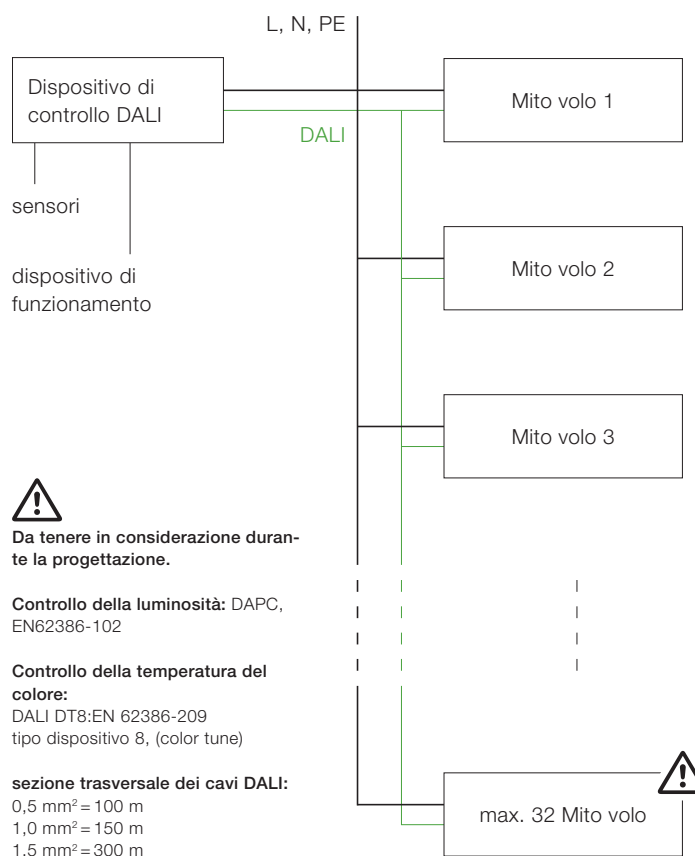 L, N, PE
Dispositivo di
controllo DALI
DALI
Mito volo 1
sensori
dispositivo di
funzionamento
Mito volo 2
Mito volo 3
Da tenere in considerazione duran-
te la progettazione.
Controllo della luminosità: DAPC,
EN62386-102
Controllo della temperatura del
colore:
DALI DT8:EN 62386-209
tipo dispositivo 8, (color tune)
sezione trasversale dei cavi DALI:
0,5 mm² = 100 m
1,0 mm² = 150 m
1,5 mm² = 300 m
max. 32 Mito volo